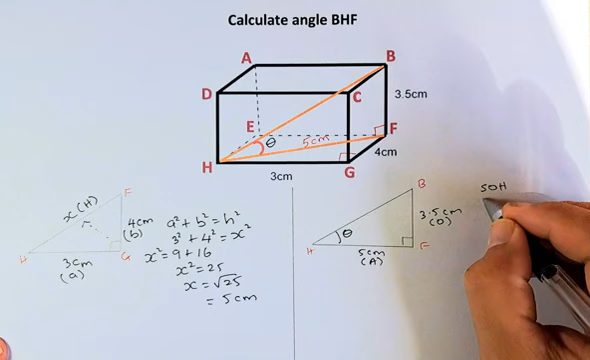 Calculate angle BHF
A
B
D
C
3.5cm
E
θ
5cm
F
4cm
H
G
3cm
F
x(H)
4cm
(b)
H
3cm
(a)
G
a² + b² = h²
3² + 4² = x²
x² = 9 + 16
x² = 25
x = √25
= 5cm
B
3.5cm
(O)
θ
H
5cm
(A)
F
SOH